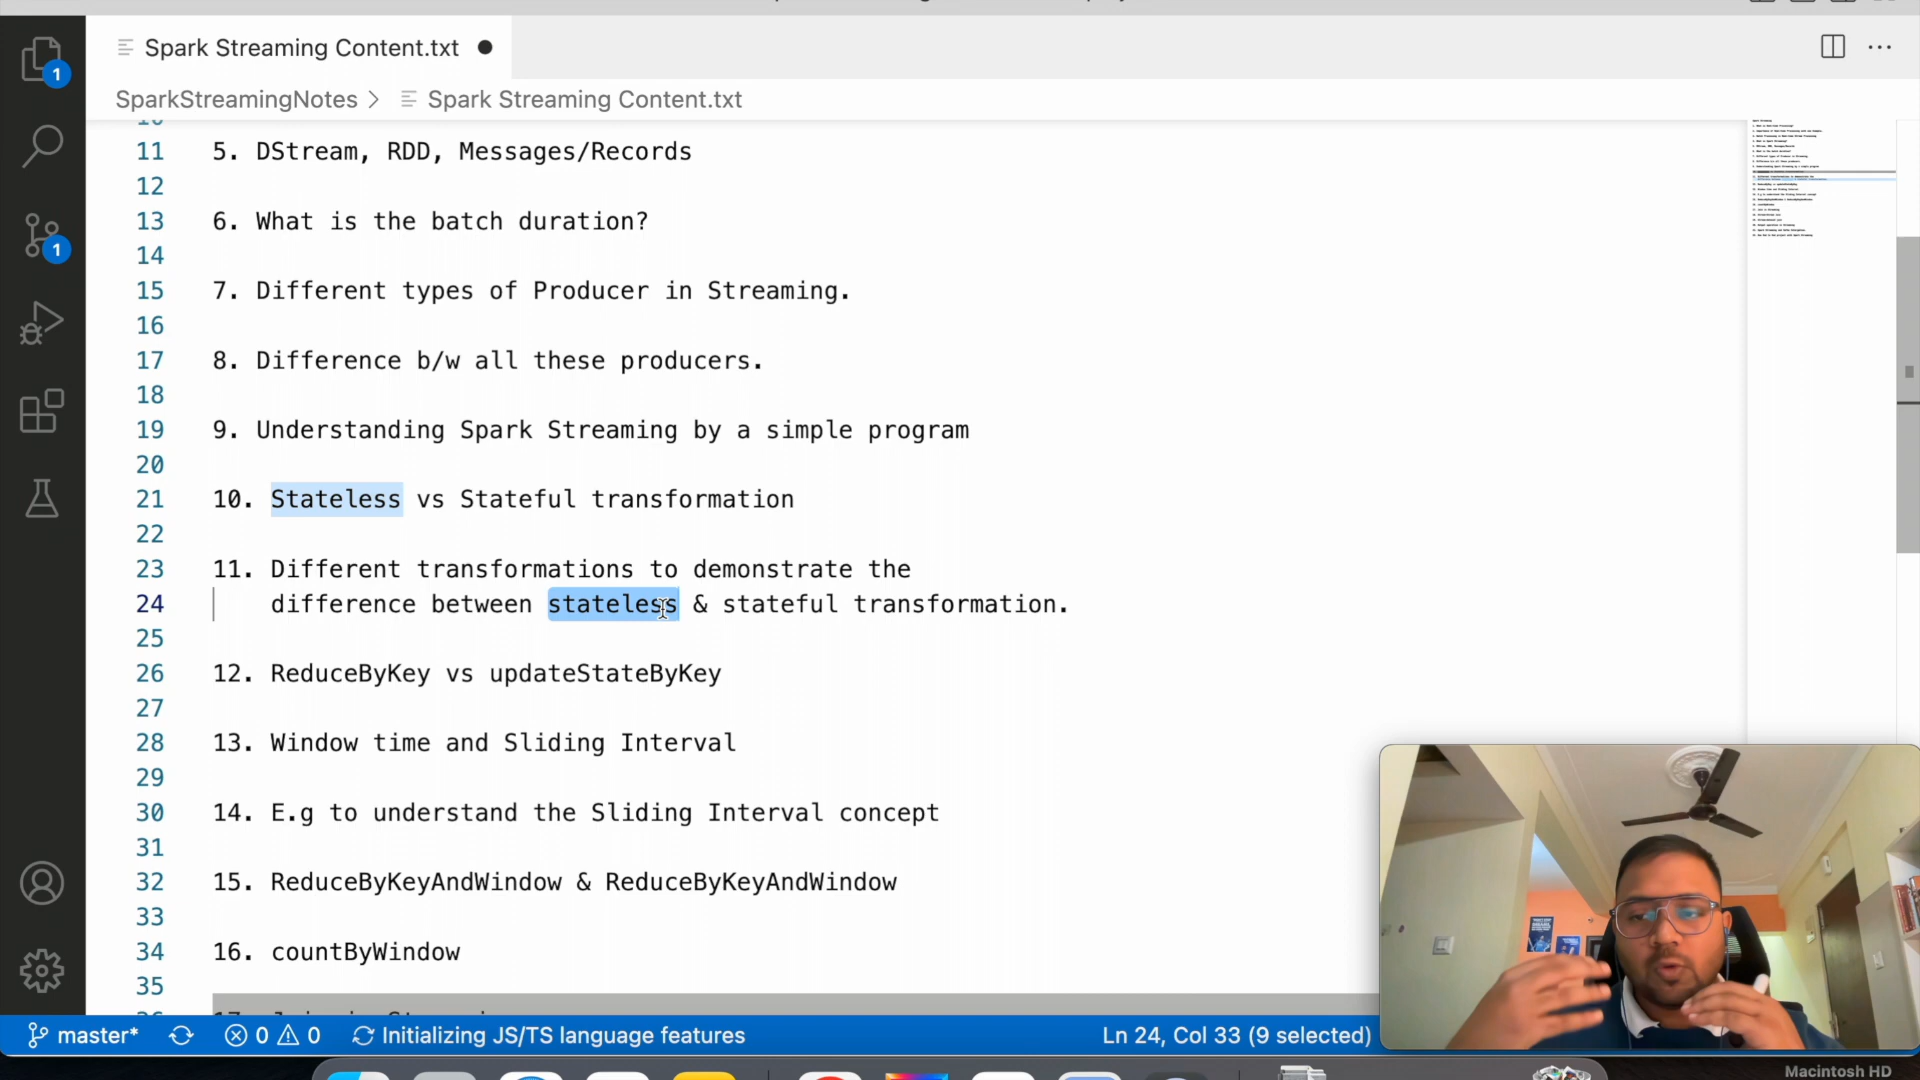 Spark Streaming Content.txt
SparkStreamingNotes > Spark Streaming Content.txt
11 5. DStream, RDD, Messages/Records
12
13 6. What is the batch duration?
14
15 7. Different types of Producer in Streaming.
16
17 8. Difference b/w all these producers.
18
19 9. Understanding Spark Streaming by a simple program
20
21 10. Stateless vs Stateful transformation
22
23 11. Different transformations to demonstrate the
24 difference between stateless & stateful transformation.
25
26 12. ReduceByKey vs updateStateByKey
27
28 13. Window time and Sliding Interval
29
30 14. E.g to understand the Sliding Interval concept
31
32 15. ReduceByKeyAndWindow & ReduceByKeyAndWindow
33
34 16. countByWindow
35
1
1
master* 0 0 Initializing JS/TS language features Ln 24, Col 33 (9 selected)
Macintosh HD